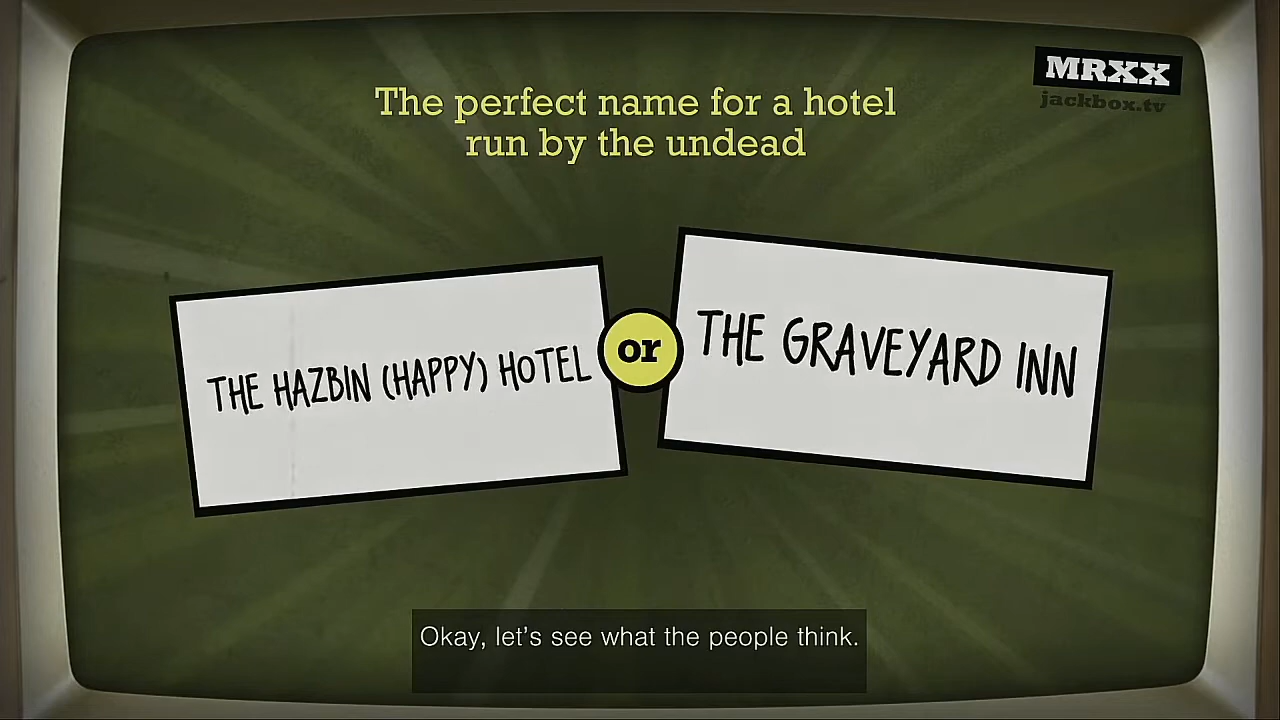 MRXX
jackbox.tv
The perfect name for a hotel
run by the undead
THE HAZBIN (HAPPY) HOTEL
or
THE GRAVEYARD INN
Okay, let's see what the people think.